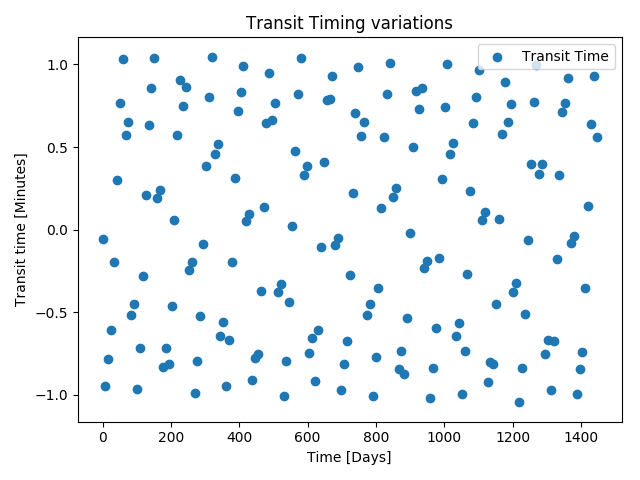 Transit Timing variations
Transit Time
1.0
0.5
0.0
−0.5
−1.0
Transit time [Minutes]
0 200 400 600 800 1000 1200 1400
Time [Days]